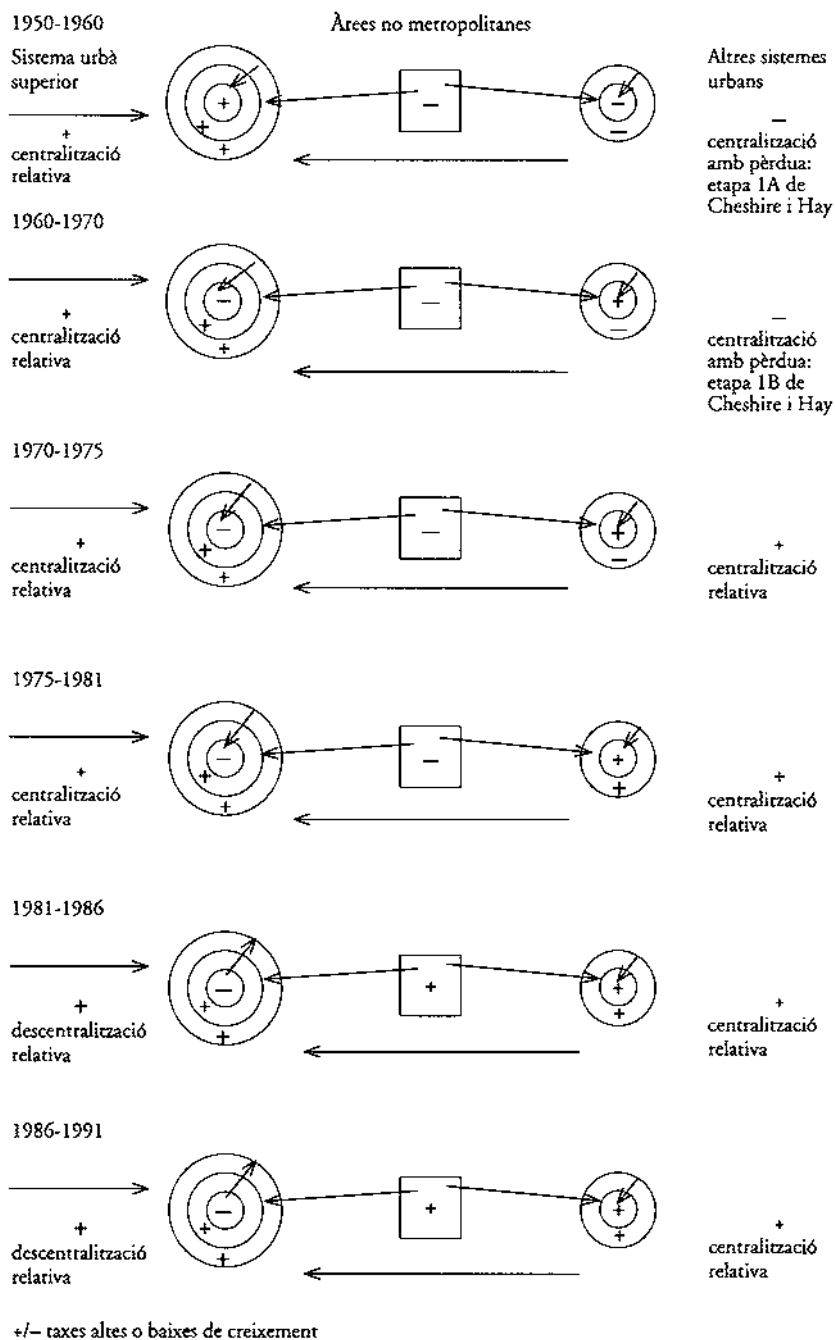 1950-1960
Àrees no metropolitanes
Sistema urbà
superior
Altres sistemes
urbans
+
centralització
relativa
+
+
+
–
–
–
–
centralització
amb pèrdua:
etapa 1A de
Cheshire i Hay
1960-1970
+
centralització
relativa
–
+
+
–
+
–
–
centralització
amb pèrdua:
etapa 1B de
Cheshire i Hay
1970-1975
+
centralització
relativa
–
+
+
–
+
–
+
centralització
relativa
1975-1981
+
centralització
relativa
–
+
+
–
+
+
+
centralització
relativa
1981-1986
+
descentralització
relativa
–
+
+
+
+
+
+
centralització
relativa
1986-1991
+
descentralització
relativa
–
+
+
+
+
+
+
centralització
relativa
+/– taxes altes o baixes de creixement